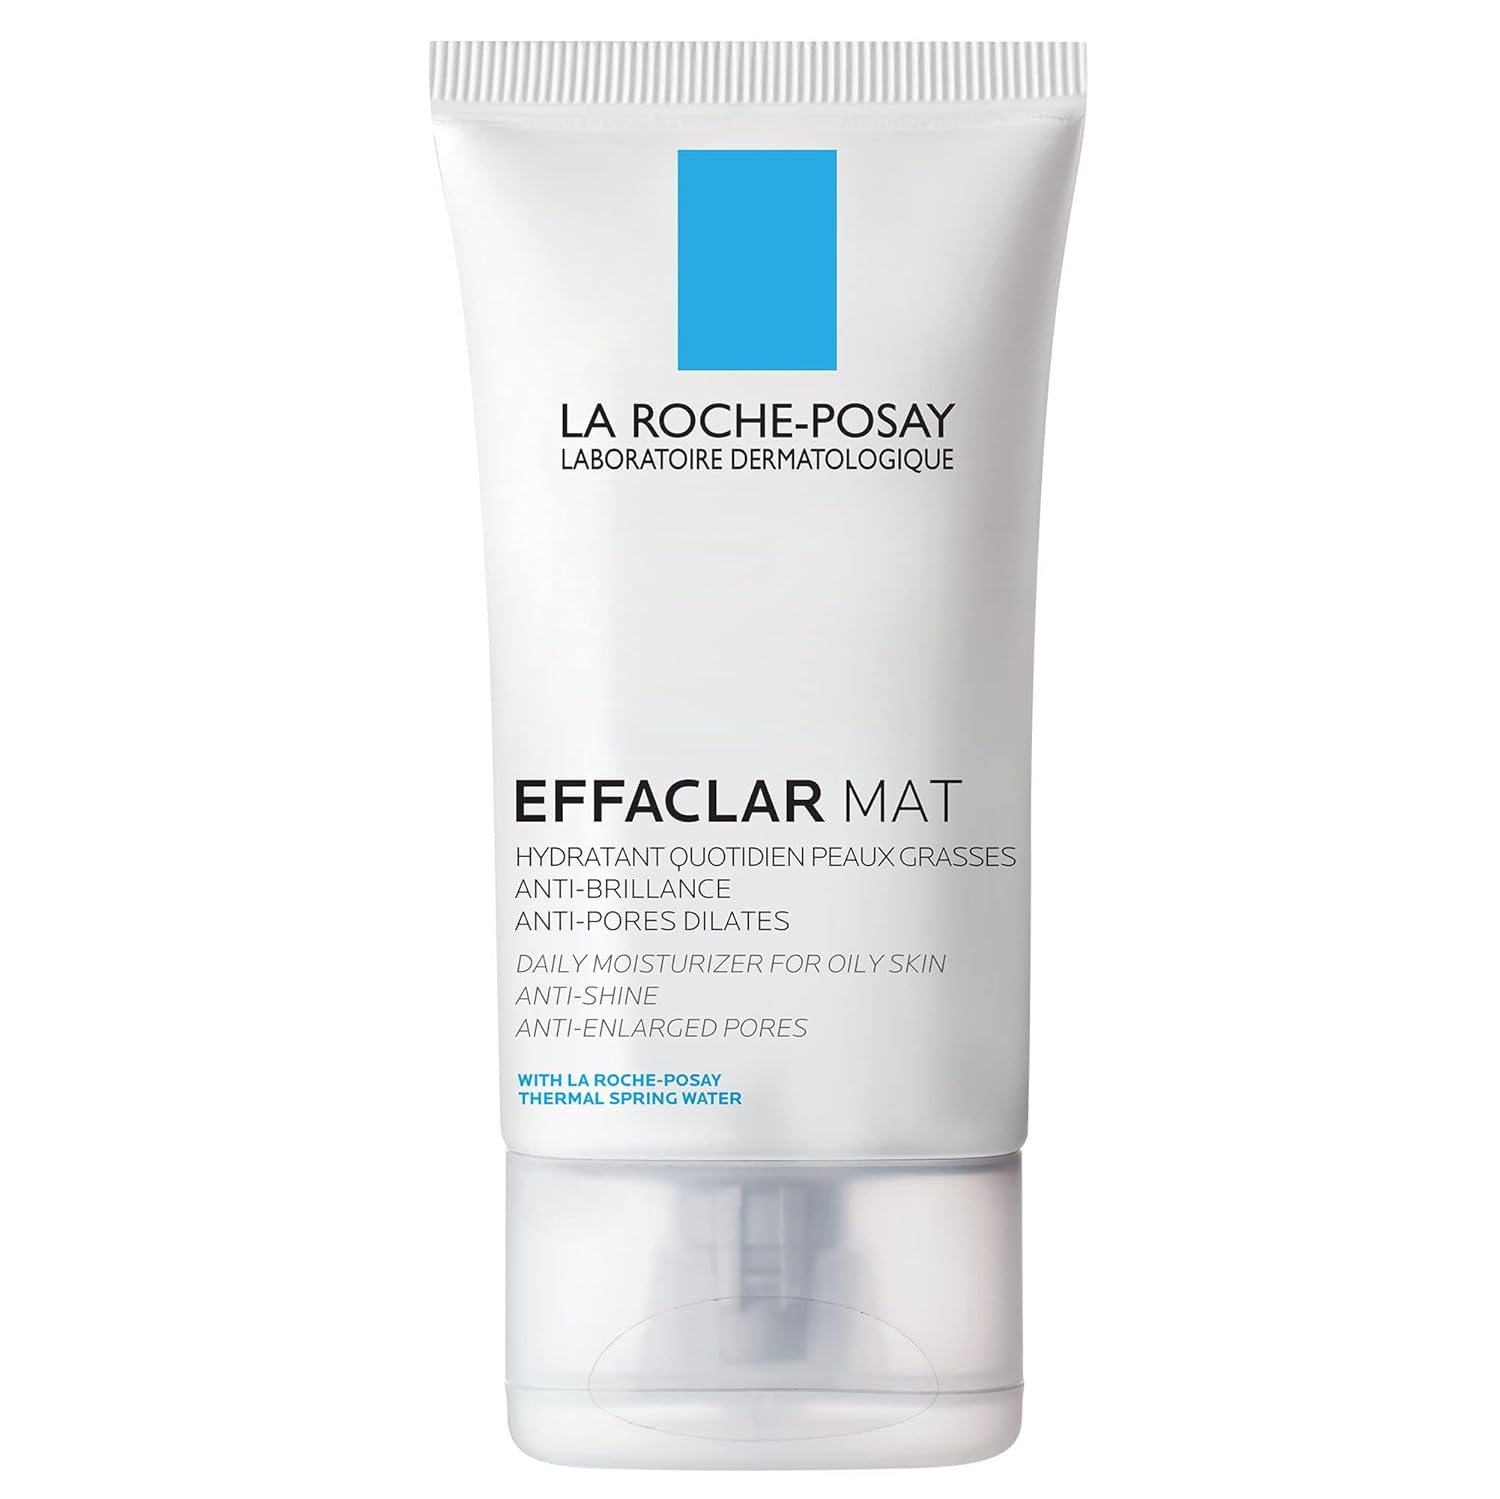 LA ROCHE-POSAY
LABORATOIRE DERMATOLOGIQUE
EFFACLAR MAT
HYDRATANT QUOTIDIEN PEAUX GRASSES
ANTI-BRILLANCE
ANTI-PORES DILATES
DAILY MOISTURIZER FOR OILY SKIN
ANTI-SHINE
ANTI-ENLARGED PORES
WITH LA ROCHE-POSAY
THERMAL SPRING WATER